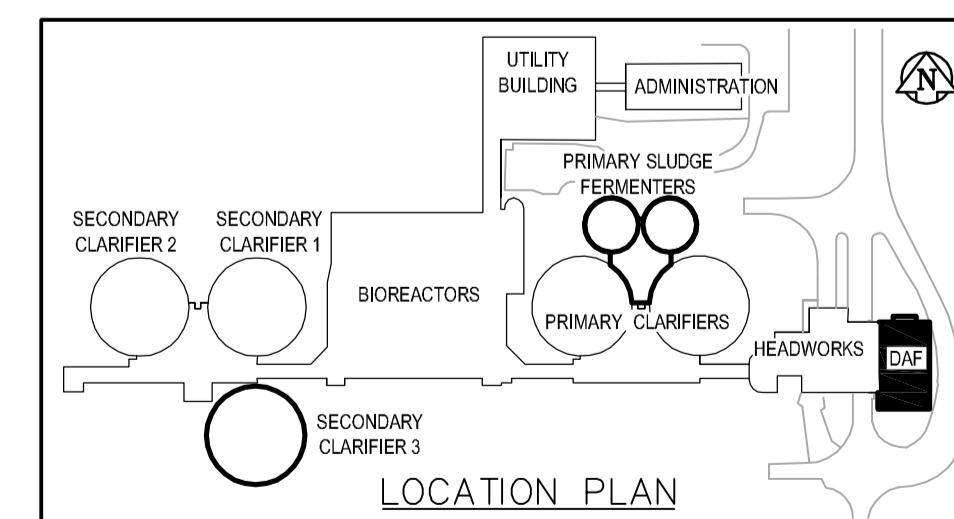 UTILITY
BUILDING
ADMINISTRATION
N
PRIMARY SLUDGE
FERMENTERS
SECONDARY
CLARIFIER 2
SECONDARY
CLARIFIER 1
BIOREACTORS
PRIMARY CLARIFIERS
HEADWORKS
DAF
SECONDARY
CLARIFIER 3
LOCATION PLAN